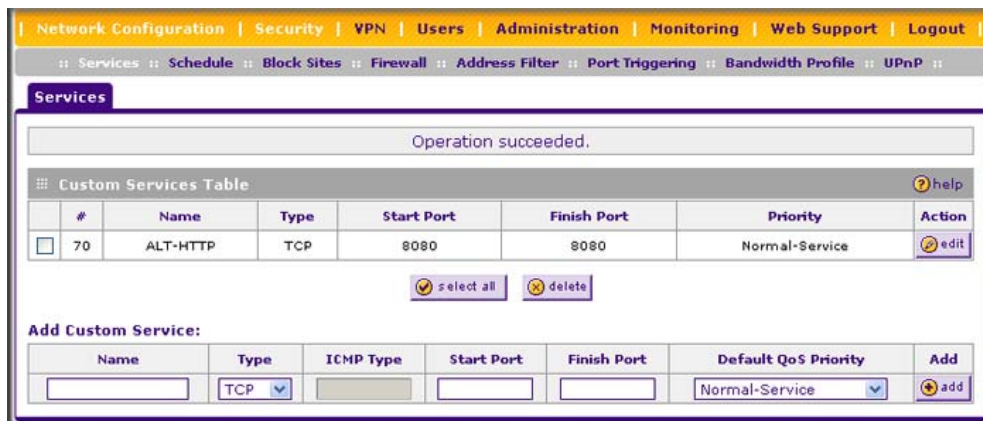 | Network Configuration | Security | VPN | Users | Administration | Monitoring | Web Support | Logout |
:: Services :: Schedule :: Block Sites :: Firewall :: Address Filter :: Port Triggering :: Bandwidth Profile :: UPnP ::
Services
Operation succeeded.
Custom Services Table ? help
# Name Type Start Port Finish Port Priority Action
70 ALT-HTTP TCP 8080 8080 Normal-Service edit
select all delete
Add Custom Service:
Name Type ICMP Type Start Port Finish Port Default QoS Priority Add
TCP Normal-Service add